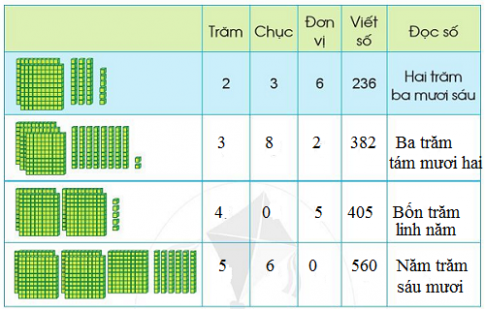 Trăm Chục Đơn vị Viết số Đọc số
2 3 6 236 Hai trăm ba mươi sáu
3 8 2 382 Ba trăm tám mươi hai
4. 0 5 405 Bốn trăm linh năm
5 6 0 560 Năm trăm sáu mươi